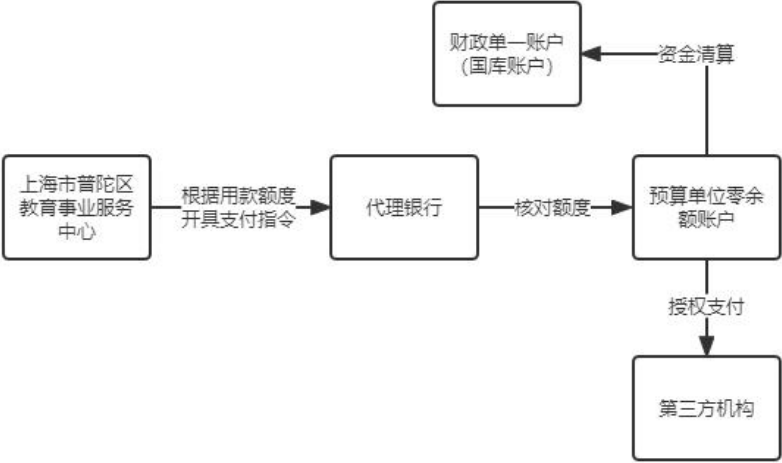 财政单一账户
（国库账户）
资金清算
上海市普陀区
教育事业服务
中心
根据用款额度
开具支付指令
代理银行
核对额度
预算单位零余
额账户
授权支付
第三方机构